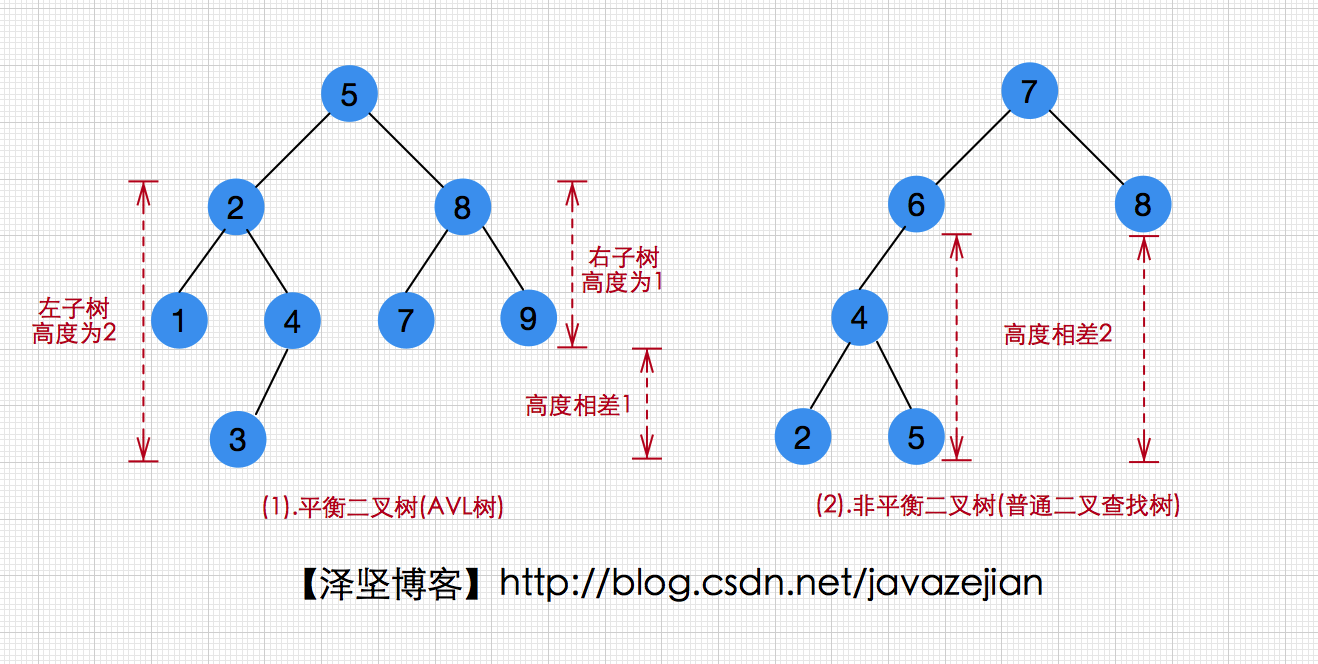 5
7
2
8
6
8
右子树
高度为1
左子树
高度为2
1
4
7
9
4
高度相差2
高度相差1
3
2
5
(1).平衡二叉树(AVL树)
(2).非平衡二叉树(普通二叉查找树)
【泽坚博客】http://blog.csdn.net/javazejian